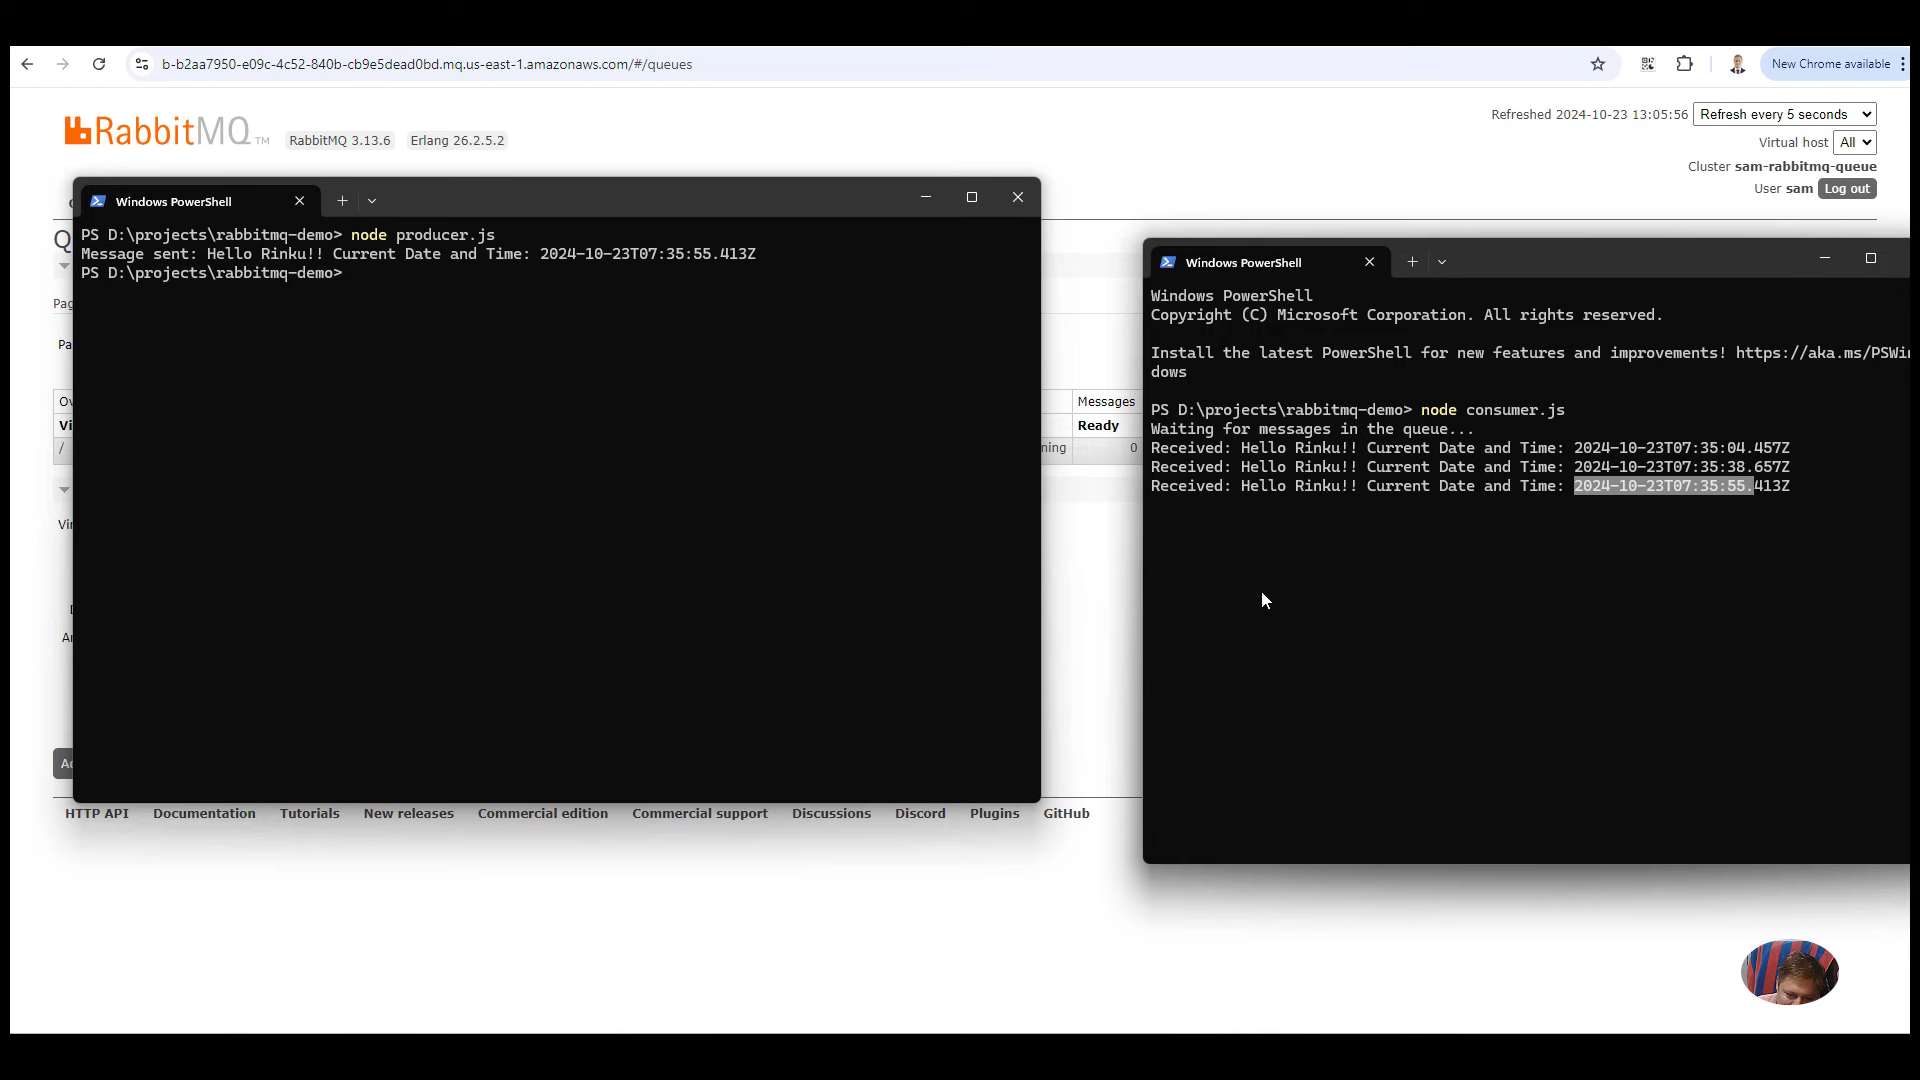 b-b2aa7950-e09c-4c52-840b-cb9e5dead0bd.mq.us-east-1.amazonaws.com/#/queues
New Chrome available
RabbitMQ TM
RabbitMQ 3.13.6
Erlang 26.2.5.2
Refreshed 2024-10-23 13:05:56
Refresh every 5 seconds
Virtual host All
Cluster sam-rabbitmq-queue
User sam Log out
Windows PowerShell
PS D:\projects\rabbitmq-demo> node producer.js
Message sent: Hello Rinku!! Current Date and Time: 2024-10-23T07:35:55.413Z
PS D:\projects\rabbitmq-demo>
Messages
Ready
0
Windows PowerShell
Windows PowerShell
Copyright (C) Microsoft Corporation. All rights reserved.
Install the latest PowerShell for new features and improvements! https://aka.ms/PSWin
dows
PS D:\projects\rabbitmq-demo> node consumer.js
Waiting for messages in the queue...
Received: Hello Rinku!! Current Date and Time: 2024-10-23T07:35:04.457Z
Received: Hello Rinku!! Current Date and Time: 2024-10-23T07:35:38.657Z
Received: Hello Rinku!! Current Date and Time: 2024-10-23T07:35:55.413Z
HTTP API Documentation Tutorials New releases Commercial edition Commercial support Discussions Discord Plugins GitHub